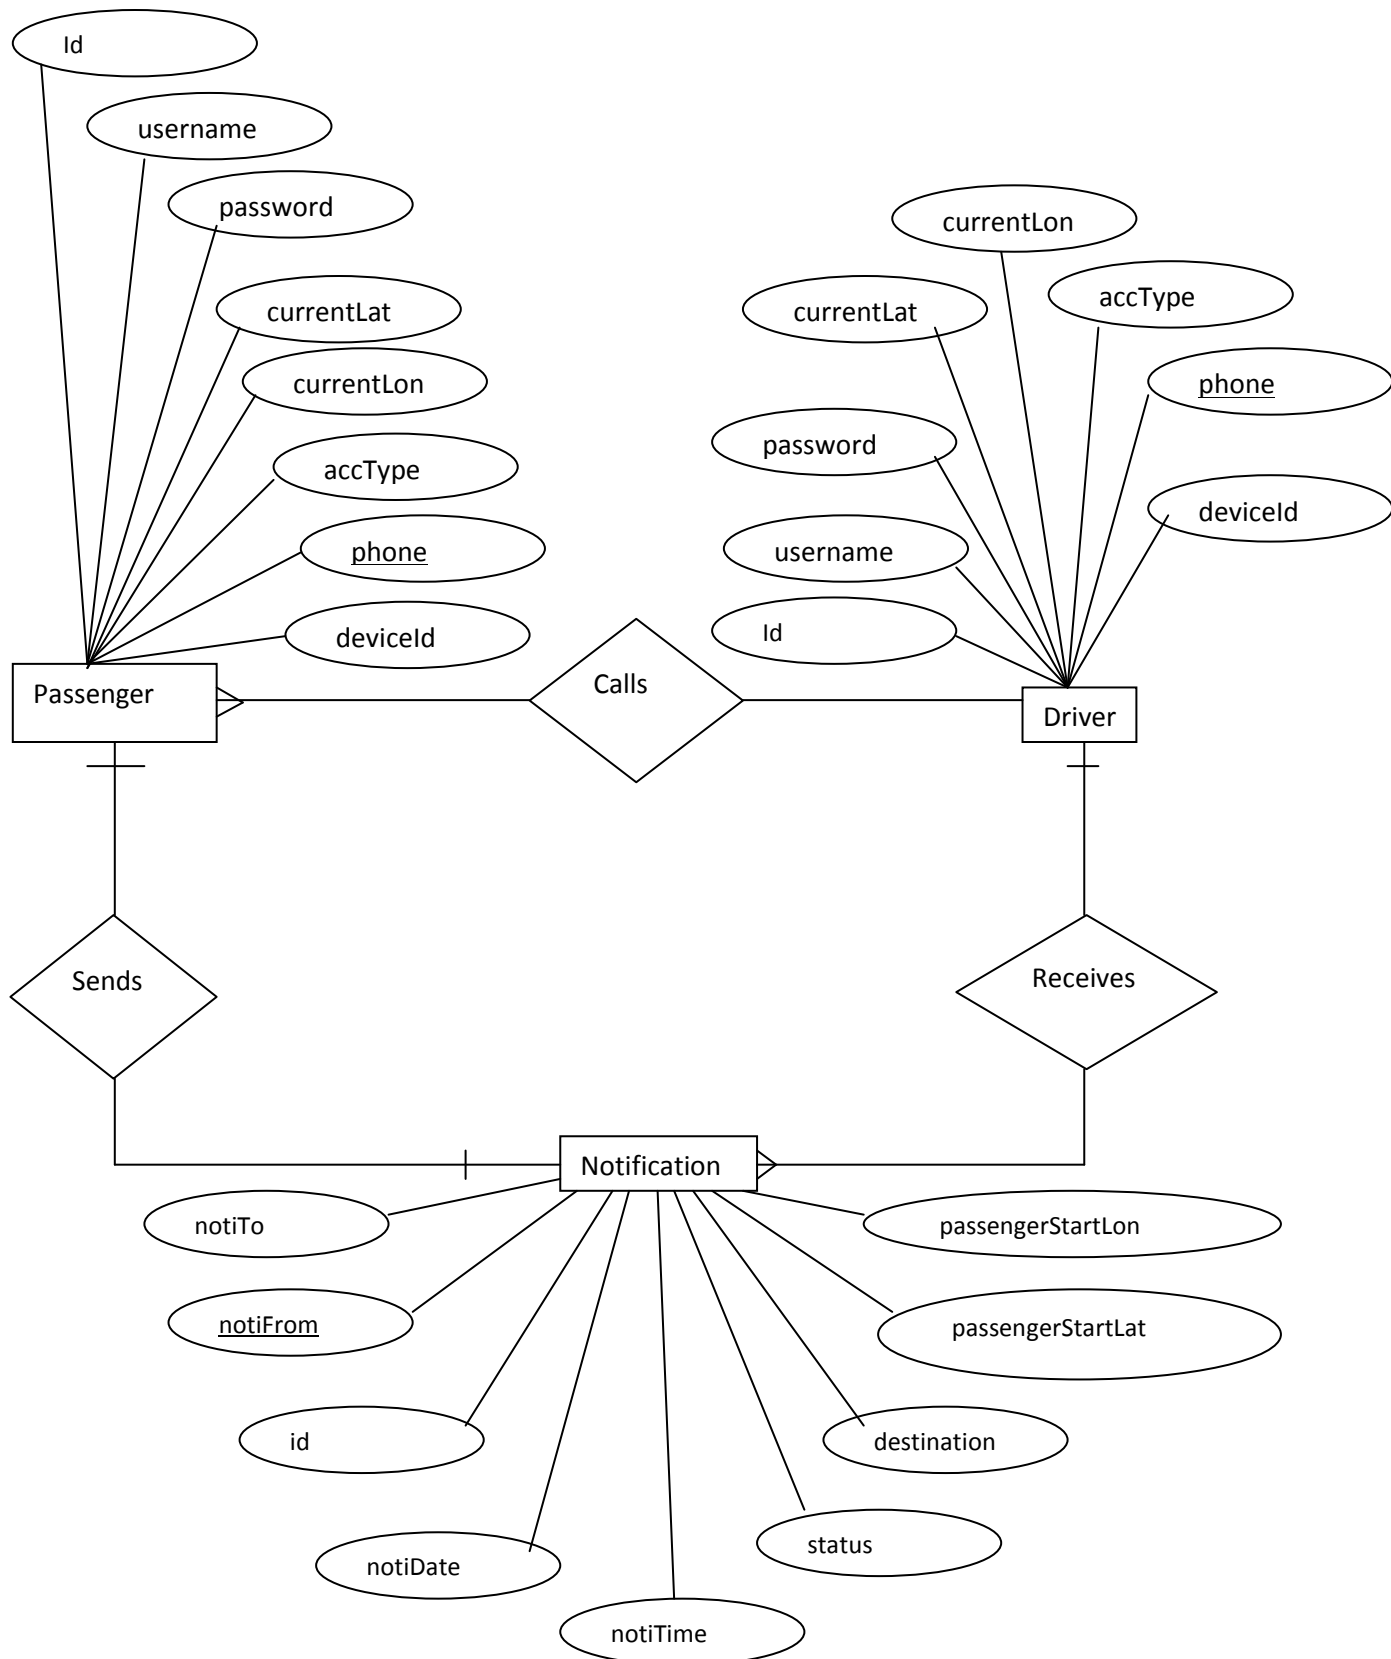 Id
username
password
currentLat
currentLon
accType
phone
deviceId
Passenger
Calls
currentLon
currentLat
accType
phone
password
deviceId
username
Id
Driver
Sends
Receives
Notification
notiTo
notiFrom
id
notiDate
notiTime
status
destination
passengerStartLat
passengerStartLon